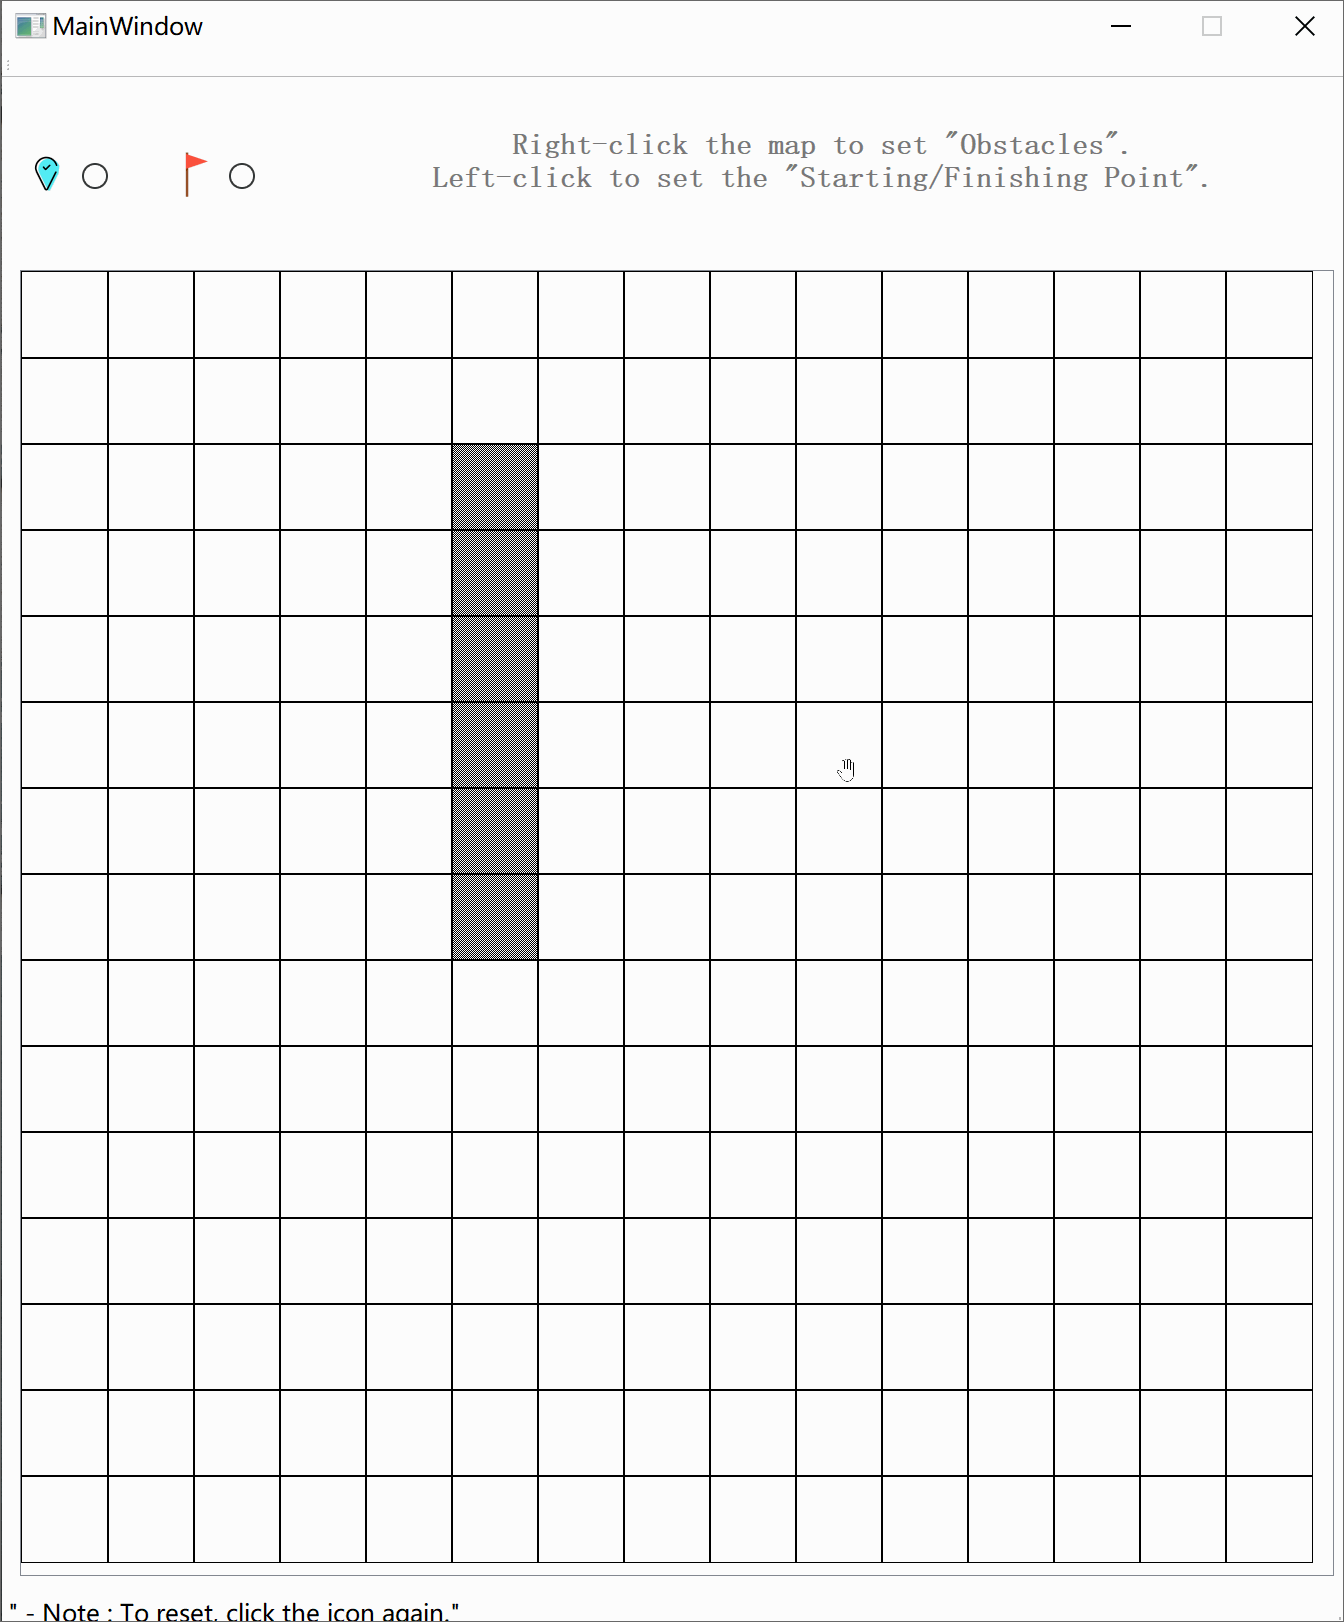 MainWindow
Right-click the map to set "Obstacles".
Left-click to set the "Starting/Finishing Point".
" - Note : To reset, click the icon again."